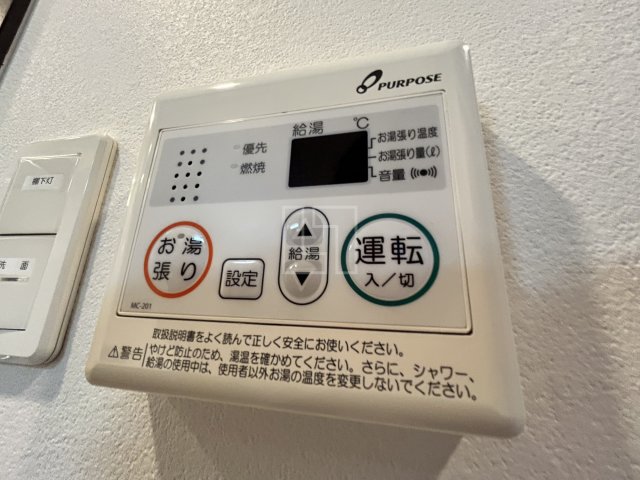 PURPOSE
給湯
℃
優先
燃焼
お湯張り温度
お湯張り量(ℓ)
音量
お湯張り
設定
▲
給湯
▼
運転
入/切
MC-201
取扱説明書をよく読んで正しく安全にお使いください。
⚠警告 やけど防止のため、湯温を確かめてください。さらに、シャワー、
給湯の使用中は、使用者以外お湯の温度を変更しないでください。
棚下灯
洗面